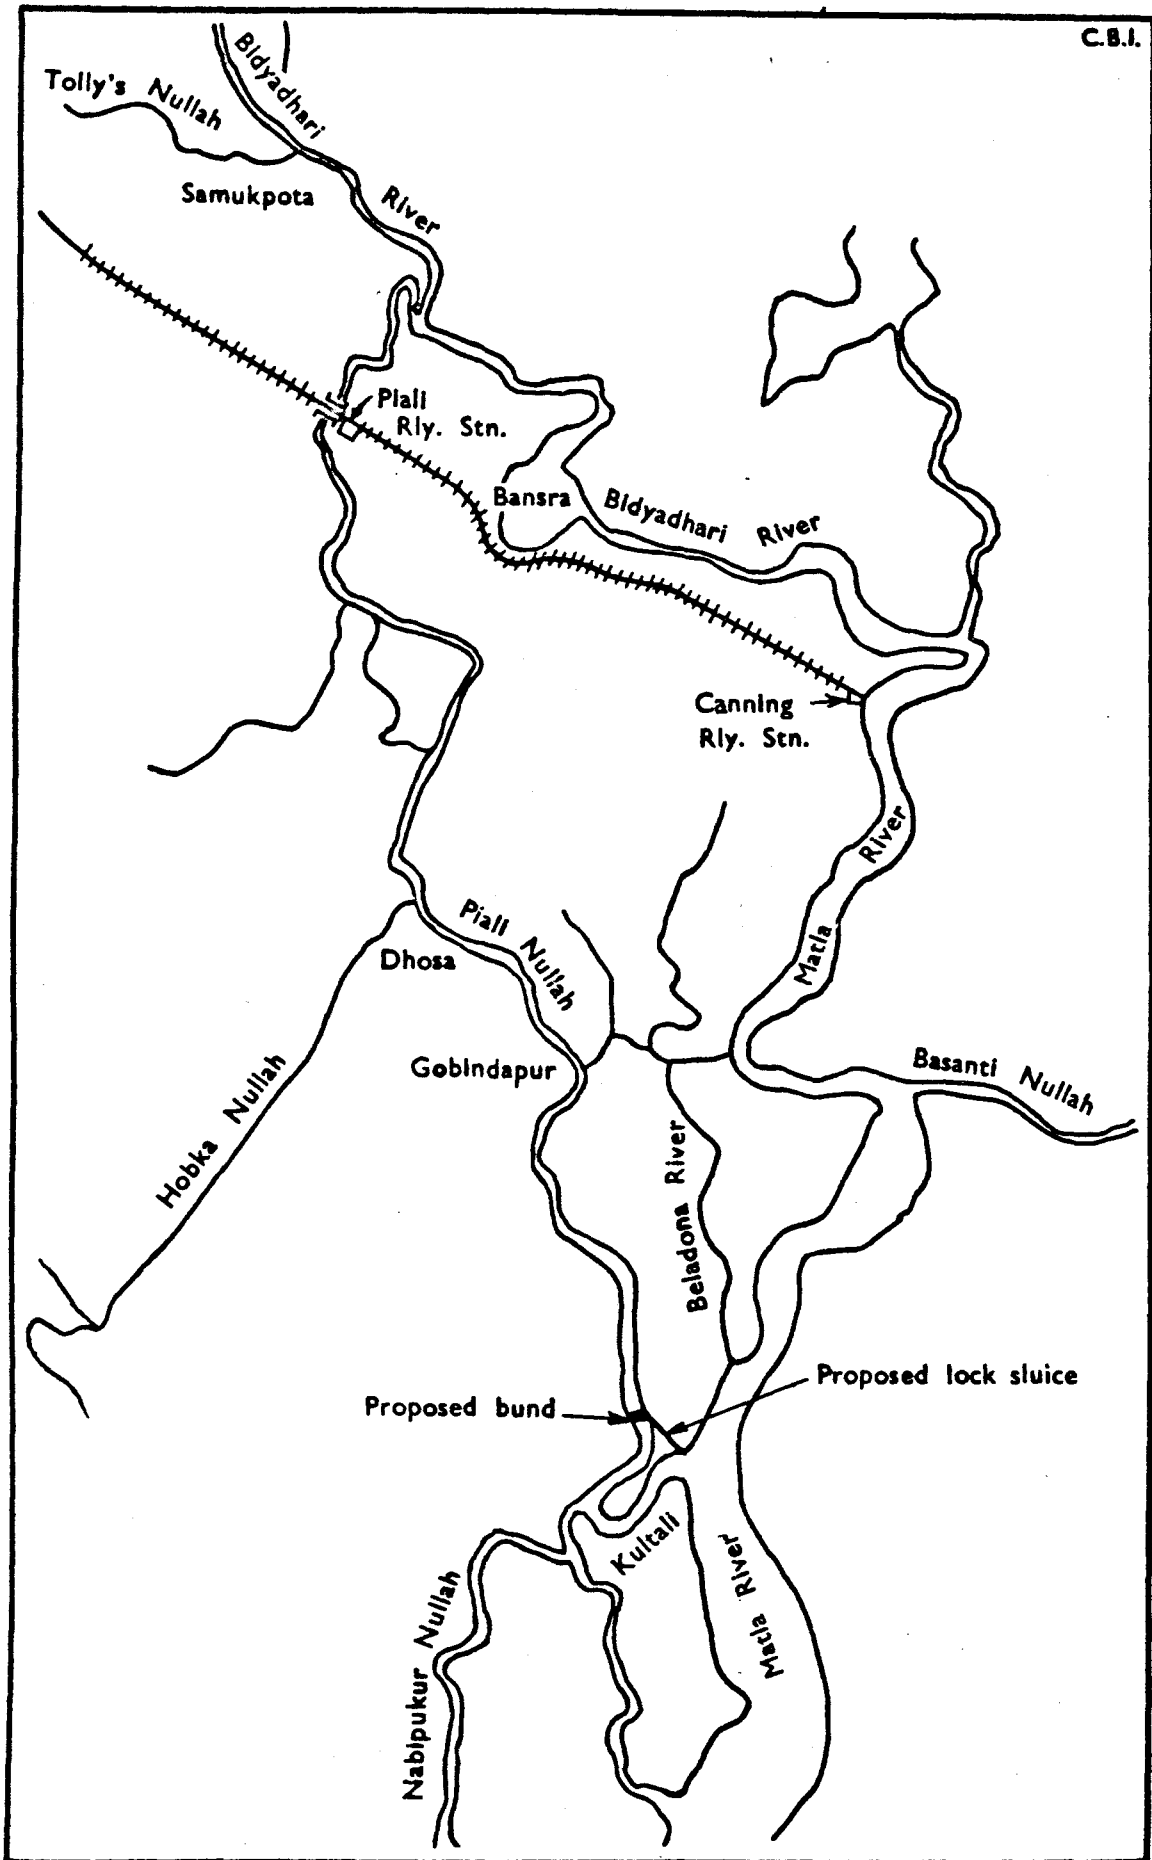 C.B.I.
Bidyadhari
River
Tolly's Nullah
Samukpota
Piali
Rly. Stn.
Bansra
Bidyadhari River
Canning
Rly. Stn.
Matla River
Piali Nullah
Dhosa
Gobindapur
Basanti Nullah
Hobka Nullah
Beladona River
Proposed lock sluice
Proposed bund
Kultali
Matla River
Nabipukur Nullah